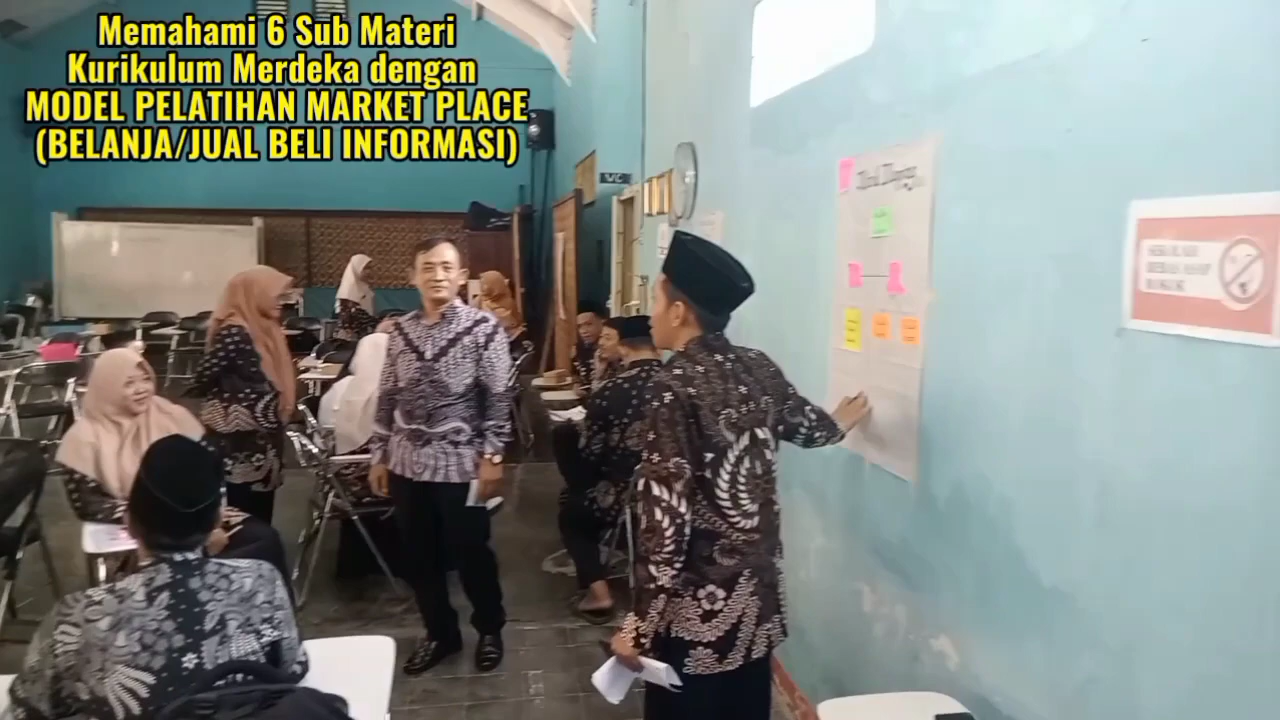 Memahami 6 Sub Materi
Kurikulum Merdeka dengan
MODEL PELATIHAN MARKET PLACE
(BELANJA/JUAL BELI INFORMASI)
WC